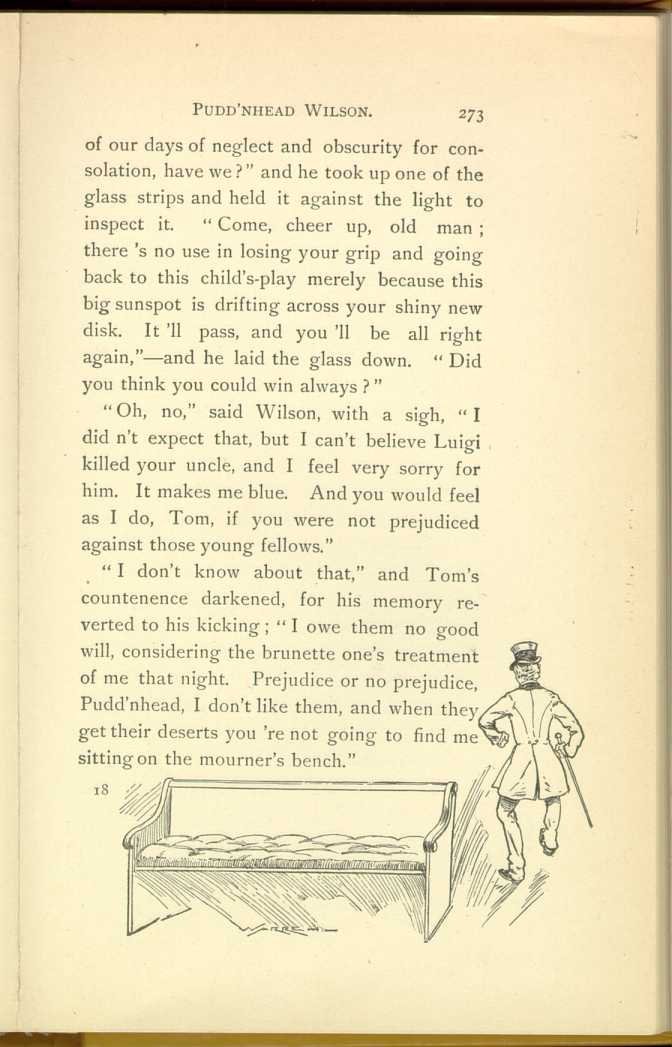 PUDD'NHEAD WILSON. 273
of our days of neglect and obscurity for con-
solation, have we?" and he took up one of the
glass strips and held it against the light to
inspect it. "Come, cheer up, old man;
there 's no use in losing your grip and going
back to this child's-play merely because this
big sunspot is drifting across your shiny new
disk. It 'll pass, and you 'll be all right
again,"—and he laid the glass down. "Did
you think you could win always?"
"Oh, no," said Wilson, with a sigh, "I
did n't expect that, but I can't believe Luigi
killed your uncle, and I feel very sorry for
him. It makes me blue. And you would feel
as I do, Tom, if you were not prejudiced
against those young fellows."
"I don't know about that," and Tom's
countenence darkened, for his memory re-
verted to his kicking; "I owe them no good
will, considering the brunette one's treatment
of me that night. Prejudice or no prejudice,
Pudd'nhead, I don't like them, and when they
get their deserts you 're not going to find me
sitting on the mourner's bench."
18